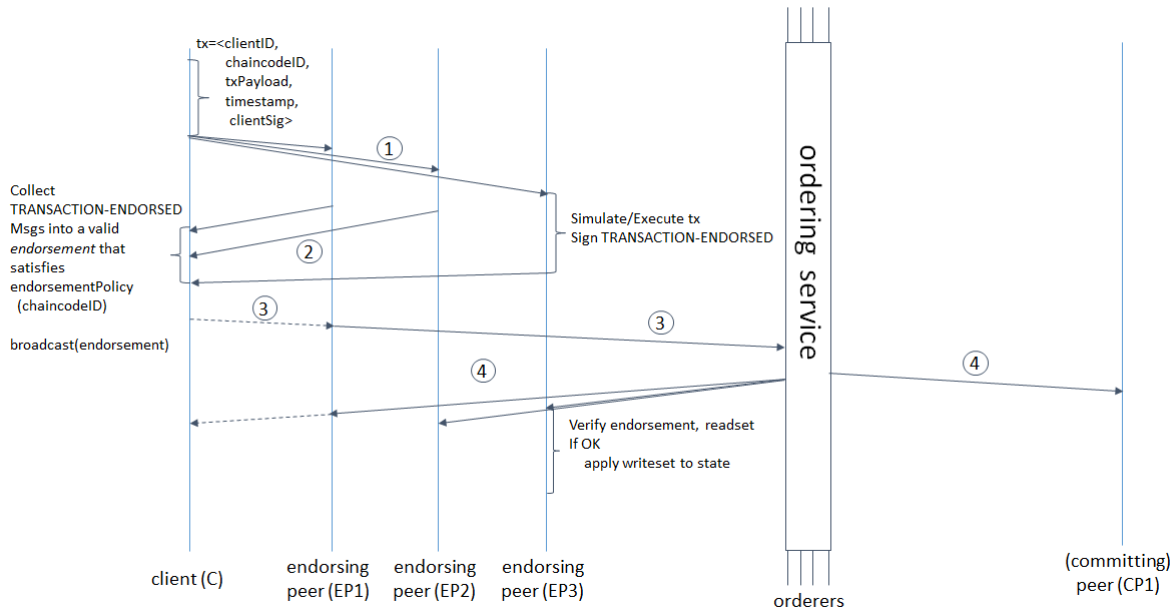 tx=<clientID,
chaincodeID,
txPayload,
timestamp,
clientSig>
1
Collect
TRANSACTION-ENDORSED
Msgs into a valid
endorsement that
satisfies
endorsementPolicy
(chaincodeID)
2
Simulate/Execute tx
Sign TRANSACTION-ENDORSED
ordering service
3
3
broadcast(endorsement)
4
4
Verify endorsement, readset
If OK
apply writeset to state
client (C)
endorsing
peer (EP1)
endorsing
peer (EP2)
endorsing
peer (EP3)
orderers
(committing)
peer (CP1)